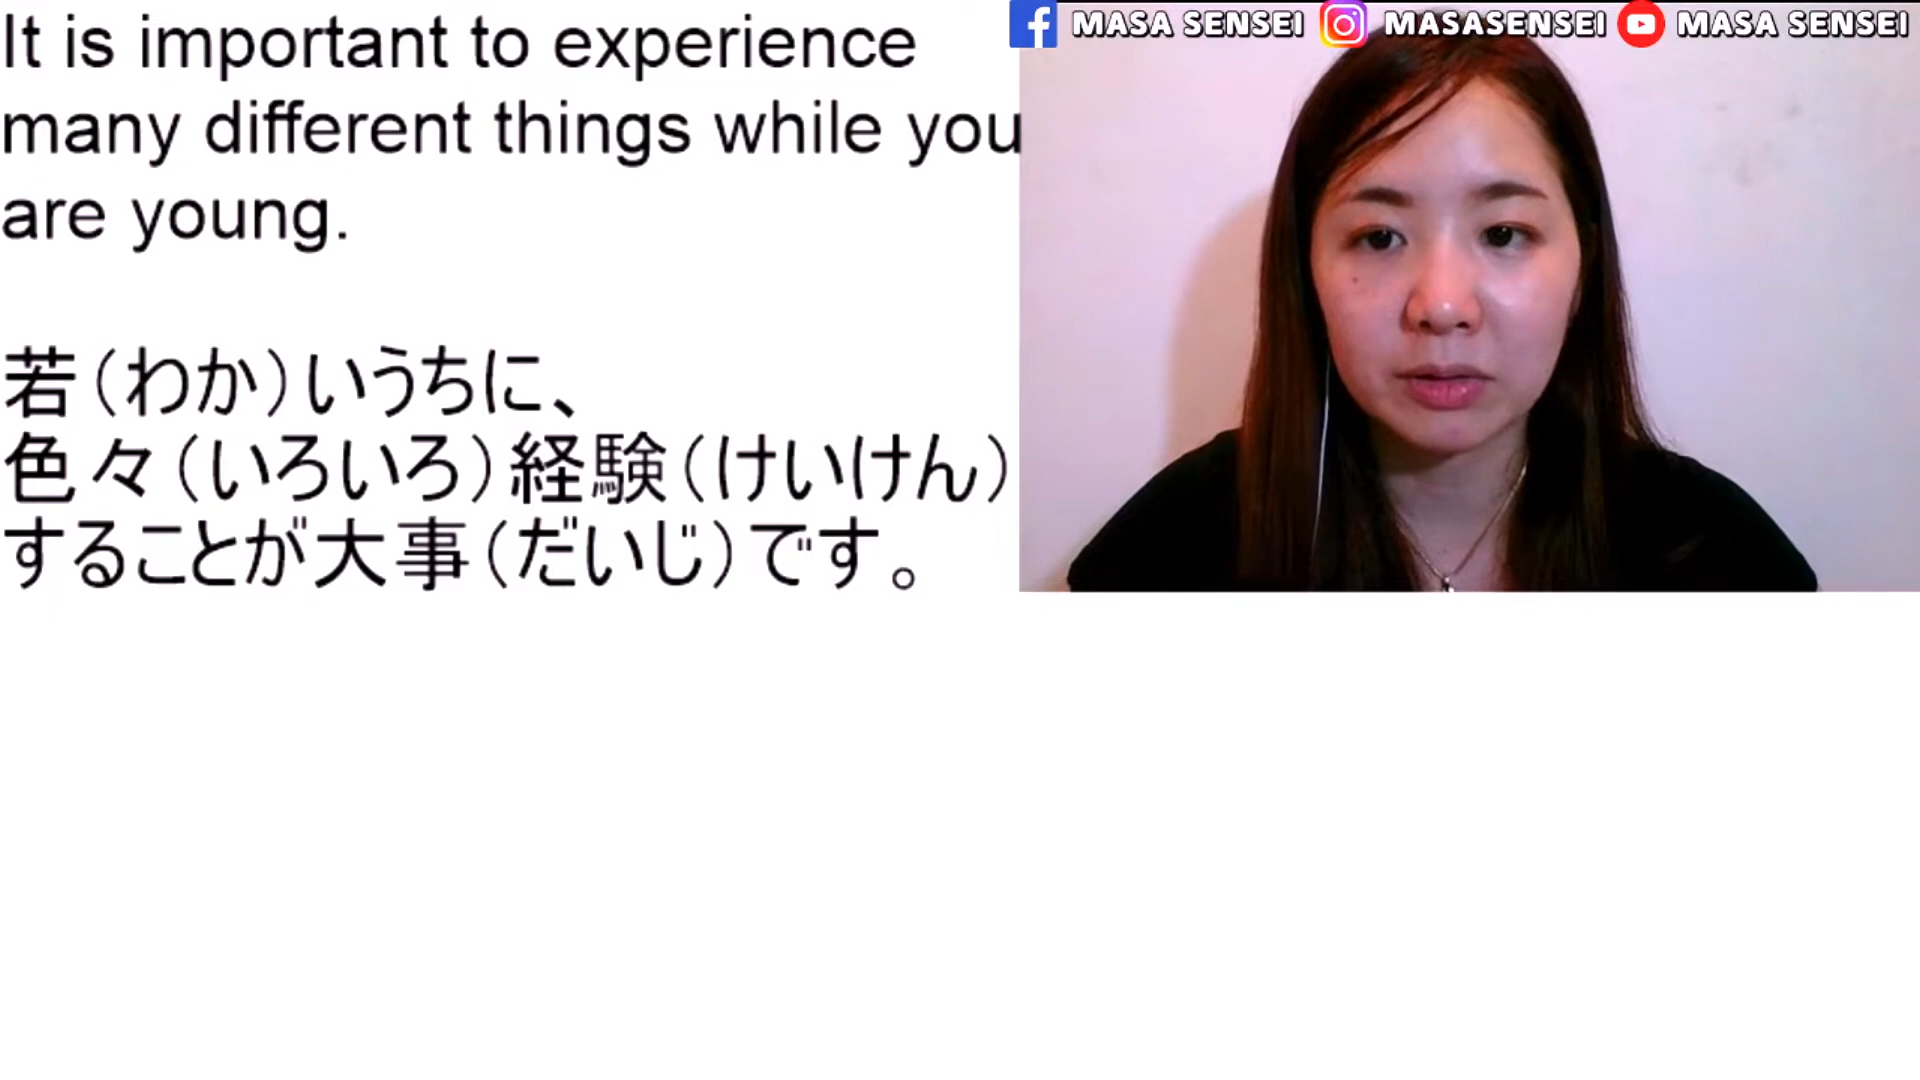 It is important to experience
many different things while you
are young.
若（わか）いうちに、
色々（いろいろ）経験（けいけん）
することが大事（だいじ）です。
MASA SENSEI MASASENSEI MASA SENSEI